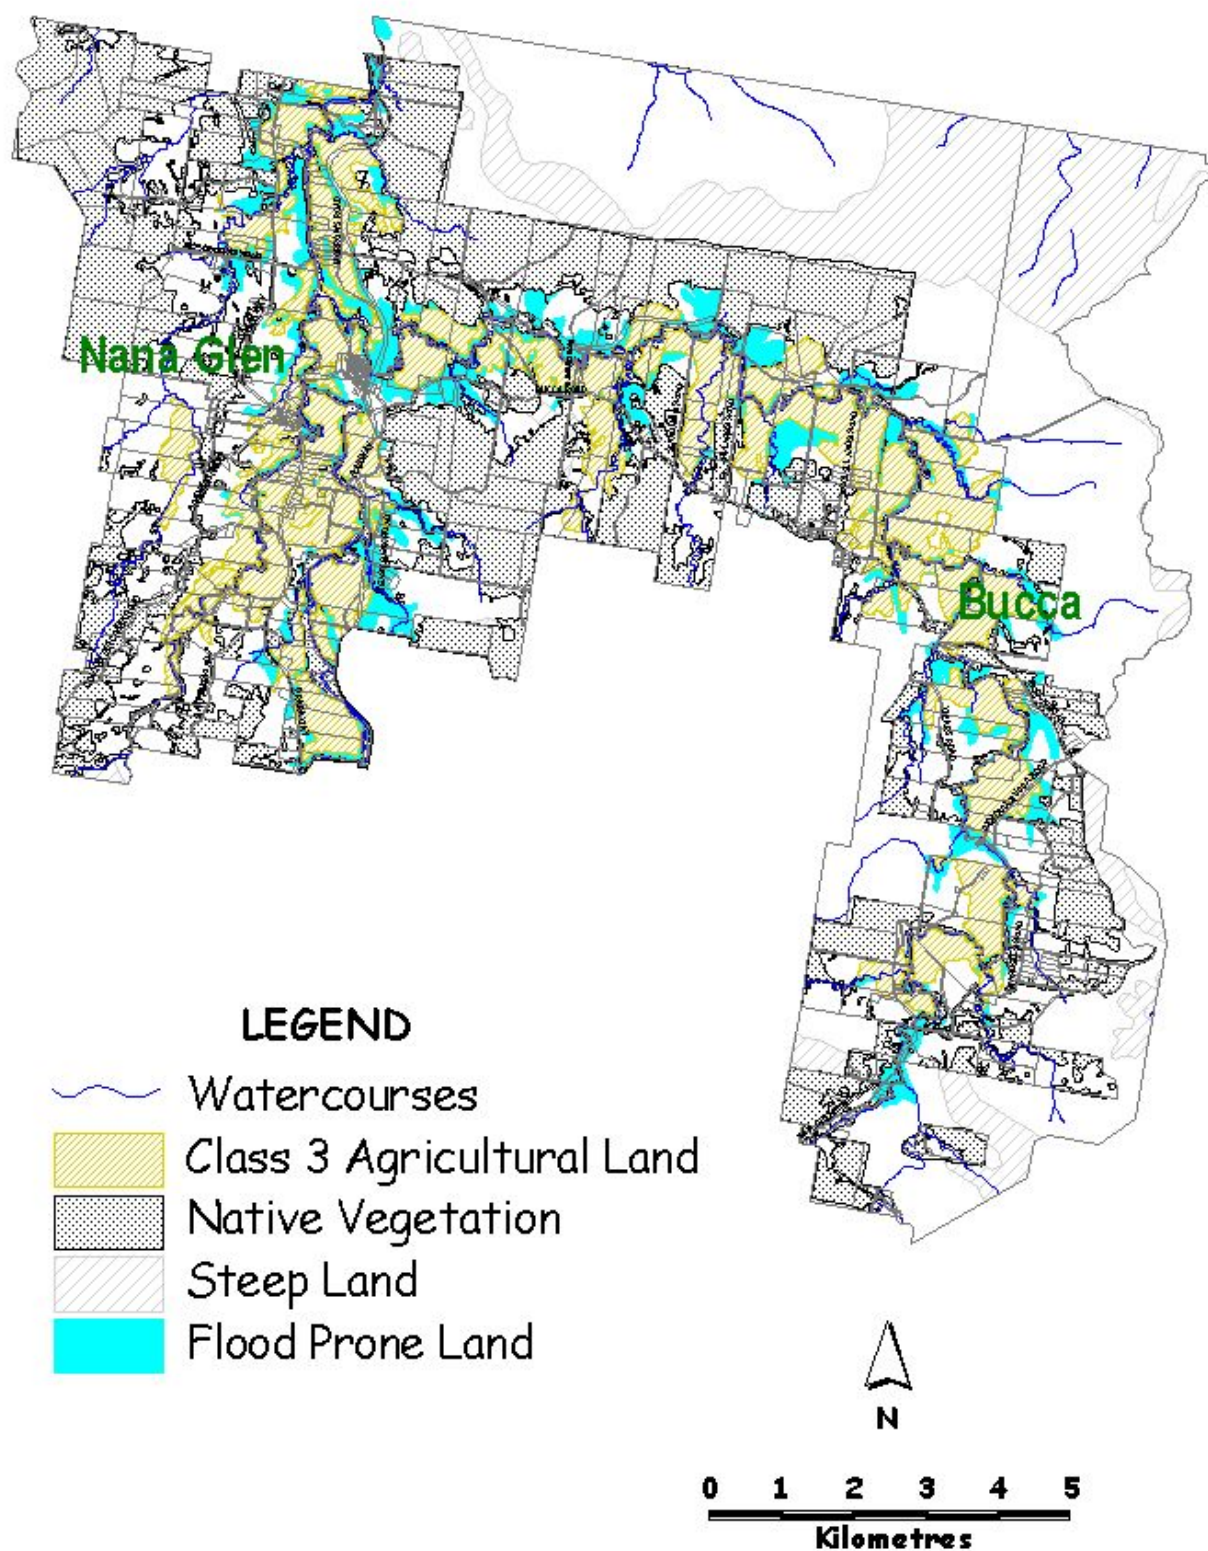 Nana Glen
Bucca
LEGEND
Watercourses
Class 3 Agricultural Land
Native Vegetation
Steep Land
Flood Prone Land
N
0 1 2 3 4 5
Kilometres